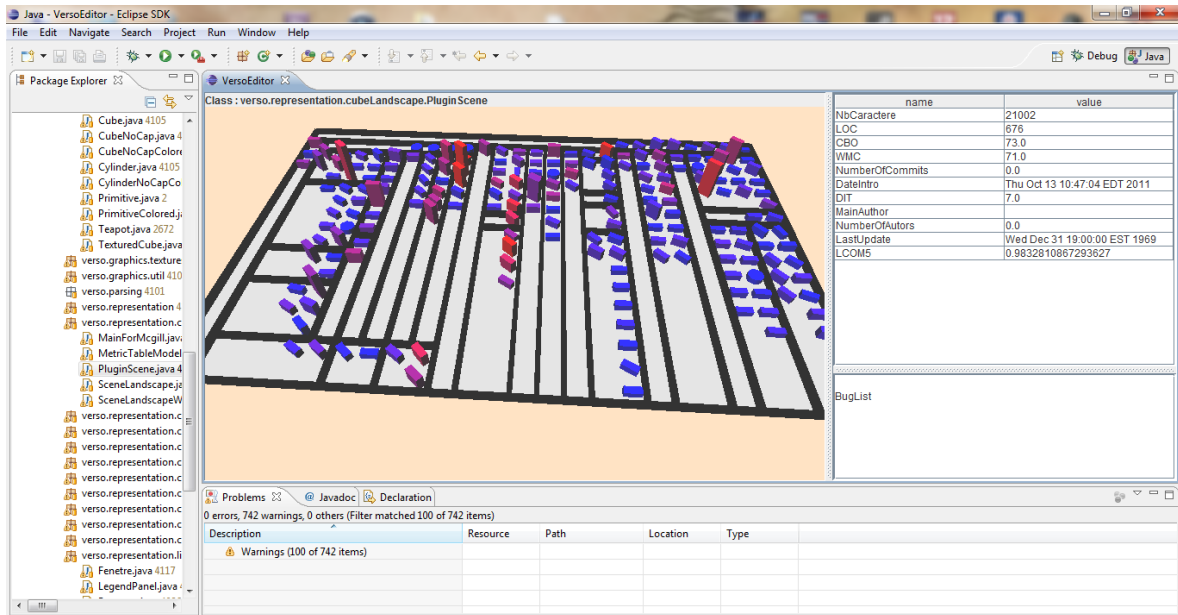 Java - VersoEditor - Eclipse SDK
File Edit Navigate Search Project Run Window Help
Debug Java
Package Explorer
Cube.java 4105
CubeNoCap.java 4
CubeNoCapColore
Cylinder.java 4105
CylinderNoCapCo
Primitive.java 2
PrimitiveColored.j
Teapot.java 2672
TexturedCube.java
verso.graphics.texture
verso.graphics.util 410
verso.parsing 4101
verso.representation 4
verso.representation.c
MainForMcgill.java
MetricTableModel
PluginScene.java 4
SceneLandscape.ja
SceneLandscapeW
verso.representation.c
verso.representation.c
verso.representation.c
verso.representation.c
verso.representation.c
verso.representation.c
verso.representation.c
verso.representation.c
verso.representation.c
verso.representation.li
Fenetre.java 4117
LegendPanel.java
VersoEditor
Class : verso.representation.cubeLandscape.PluginScene
name value
NbCaractere 21002
LOC 676
CBO 73.0
WMC 71.0
NumberOfCommits 0.0
DateIntro Thu Oct 13 10:47:04 EDT 2011
DIT 7.0
MainAuthor
NumberOfAutors 0.0
LastUpdate Wed Dec 31 19:00:00 EST 1969
LCOM5 0.9832810867293627
BugList
Problems Javadoc Declaration
0 errors, 742 warnings, 0 others (Filter matched 100 of 742 items)
Description Resource Path Location Type
Warnings (100 of 742 items)